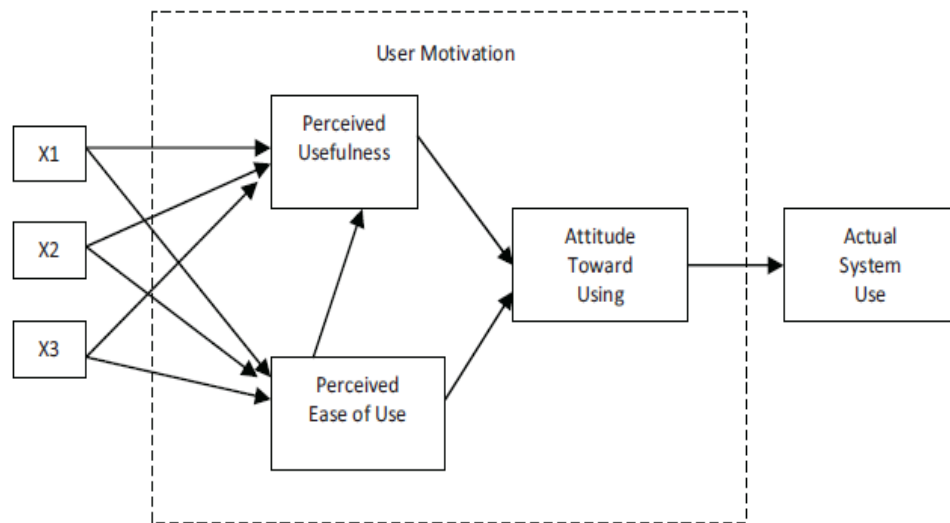 User Motivation
X1
X2
X3
Perceived
Usefulness
Perceived
Ease of Use
Attitude
Toward
Using
Actual
System
Use